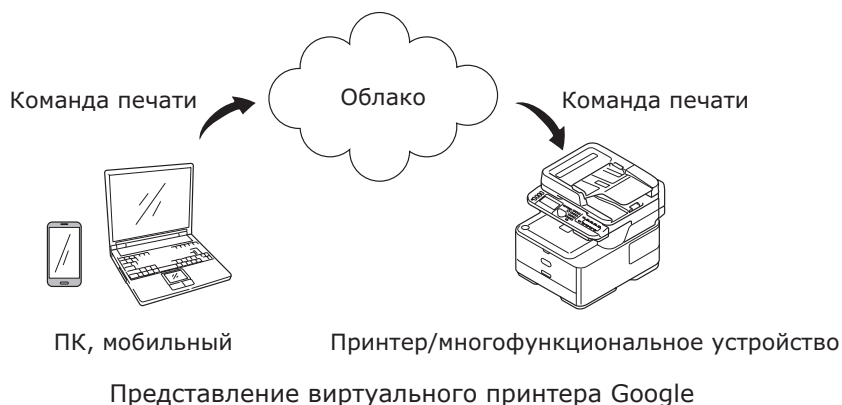 Облако
Команда печати
Команда печати
ПК, мобильный
Принтер/многофункциональное устройство
Представление виртуального принтера Google